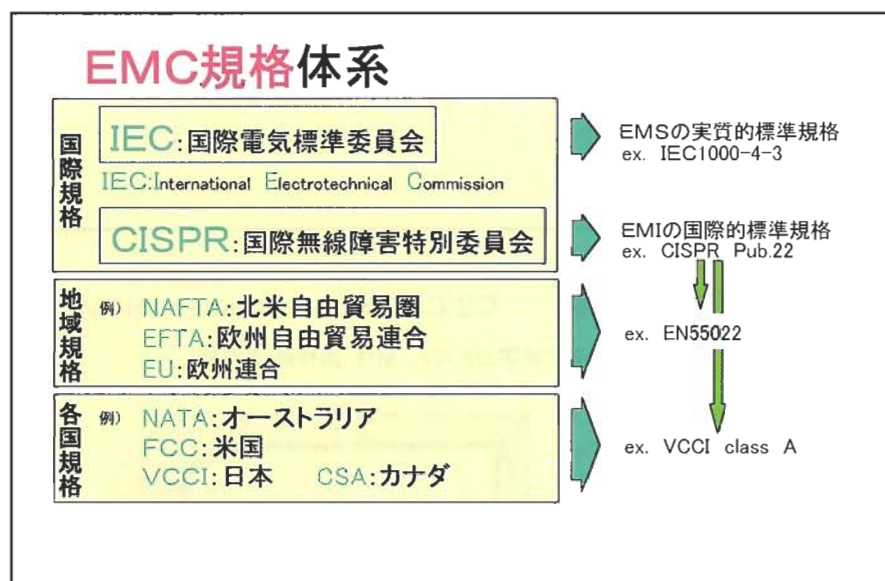 EMC規格体系
国際規格
IEC:国際電気標準委員会
IEC:International Electrotechnical Commission
CISPR:国際無線障害特別委員会
EMSの実質的標準規格
ex. IEC1000-4-3
EMIの国際的標準規格
ex. CISPR Pub.22
地域規格
例) NAFTA:北米自由貿易圏
EFTA:欧州自由貿易連合
EU:欧州連合
ex. EN55022
各国規格
例) NATA:オーストラリア
FCC:米国
VCCI:日本 CSA:カナダ
ex. VCCI class A